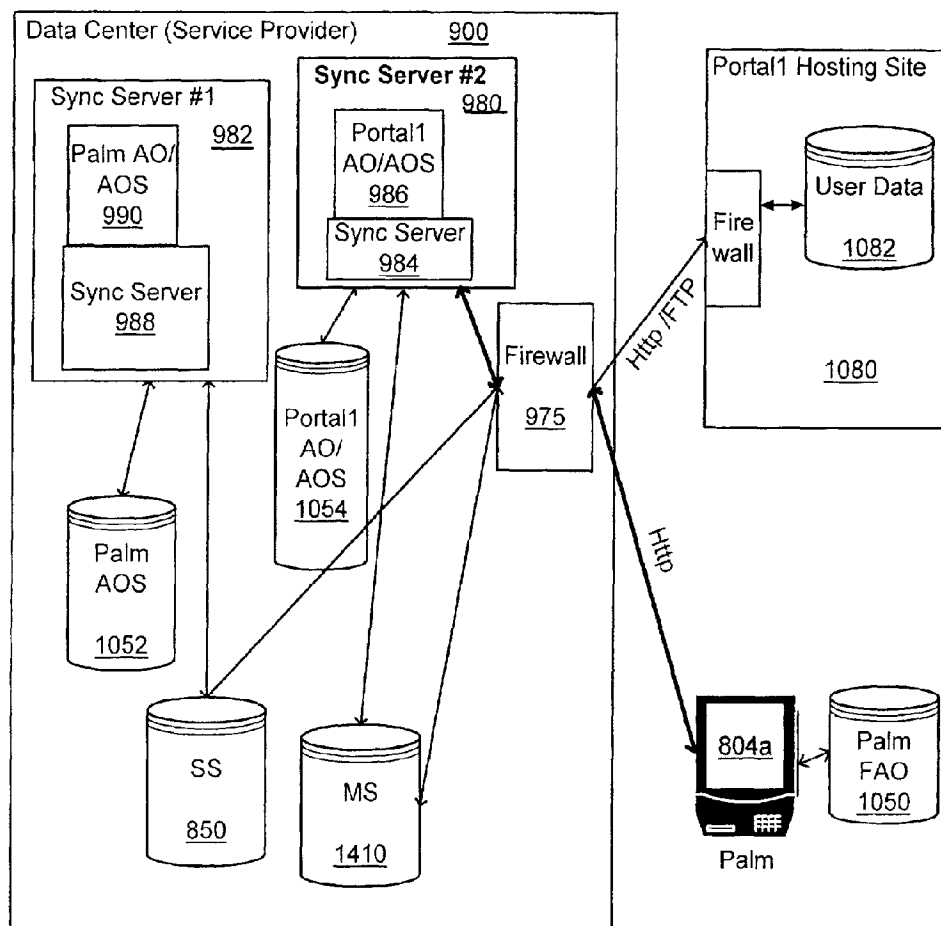 Data Center (Service Provider) 900
Sync Server #1
982
Palm AO/
AOS
990
Sync Server
988
Sync Server #2
980
Portal1
AO/AOS
986
Sync Server
984
Firewall
975
Portal1
AO/
AOS
1054
Palm
AOS
1052
SS
850
MS
1410
Portal1 Hosting Site
User Data
1082
Fire
wall
1080
Http /FTP
Http
804a
Palm
Palm
FAO
1050